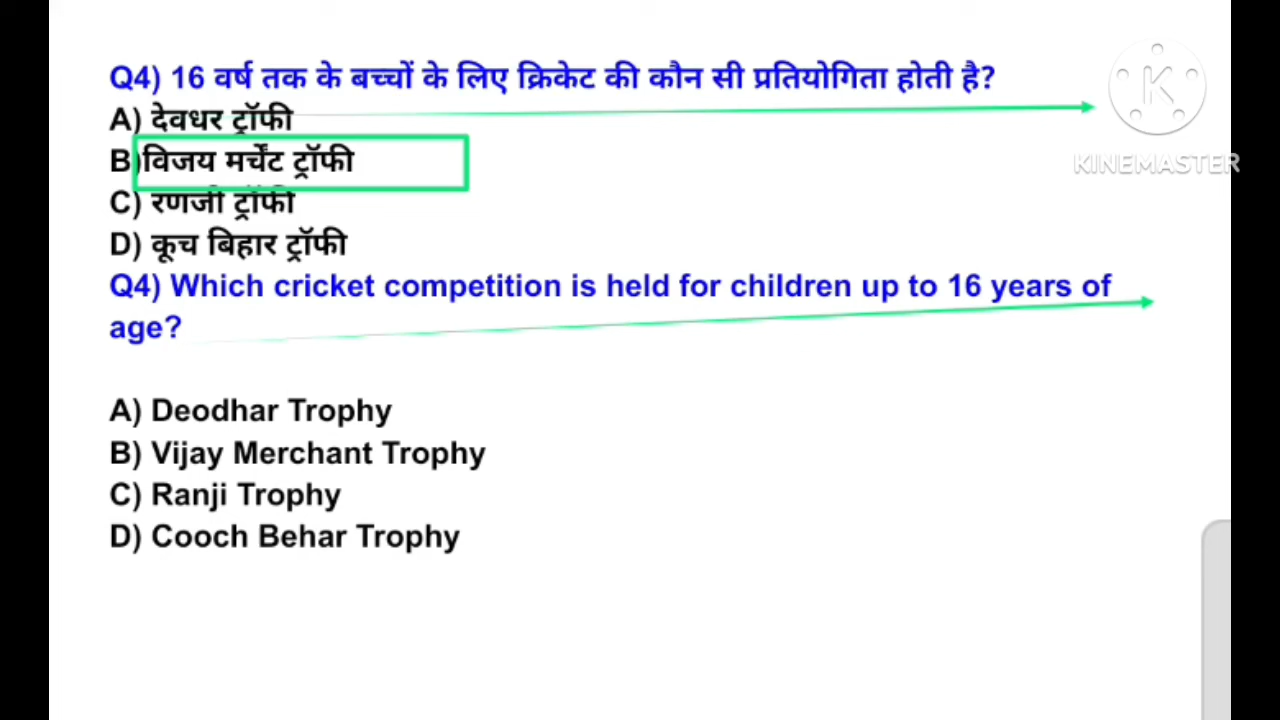 Q4) 16 वर्ष तक के बच्चों के लिए क्रिकेट की कौन सी प्रतियोगिता होती है?
A) देवधर ट्रॉफी
B)विजय मर्चेंट ट्रॉफी
C) रणजी ट्रॉफी
D) कूच बिहार ट्रॉफी
Q4) Which cricket competition is held for children up to 16 years of
age?
A) Deodhar Trophy
B) Vijay Merchant Trophy
C) Ranji Trophy
D) Cooch Behar Trophy
K
KINEMASTER